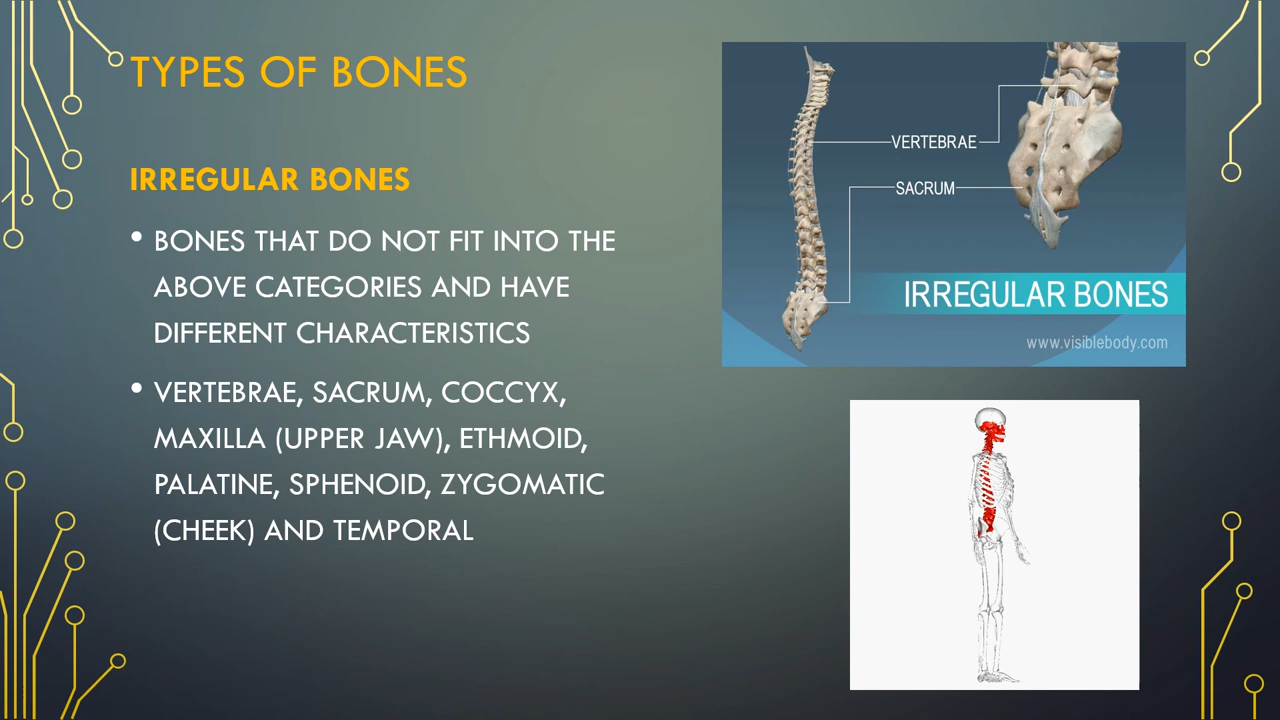 TYPES OF BONES
IRREGULAR BONES
• BONES THAT DO NOT FIT INTO THE
ABOVE CATEGORIES AND HAVE
DIFFERENT CHARACTERISTICS
• VERTEBRAE, SACRUM, COCCYX,
MAXILLA (UPPER JAW), ETHMOID,
PALATINE, SPHENOID, ZYGOMATIC
(CHEEK) AND TEMPORAL
VERTEBRAE
SACRUM
IRREGULAR BONES
www.visiblebody.com